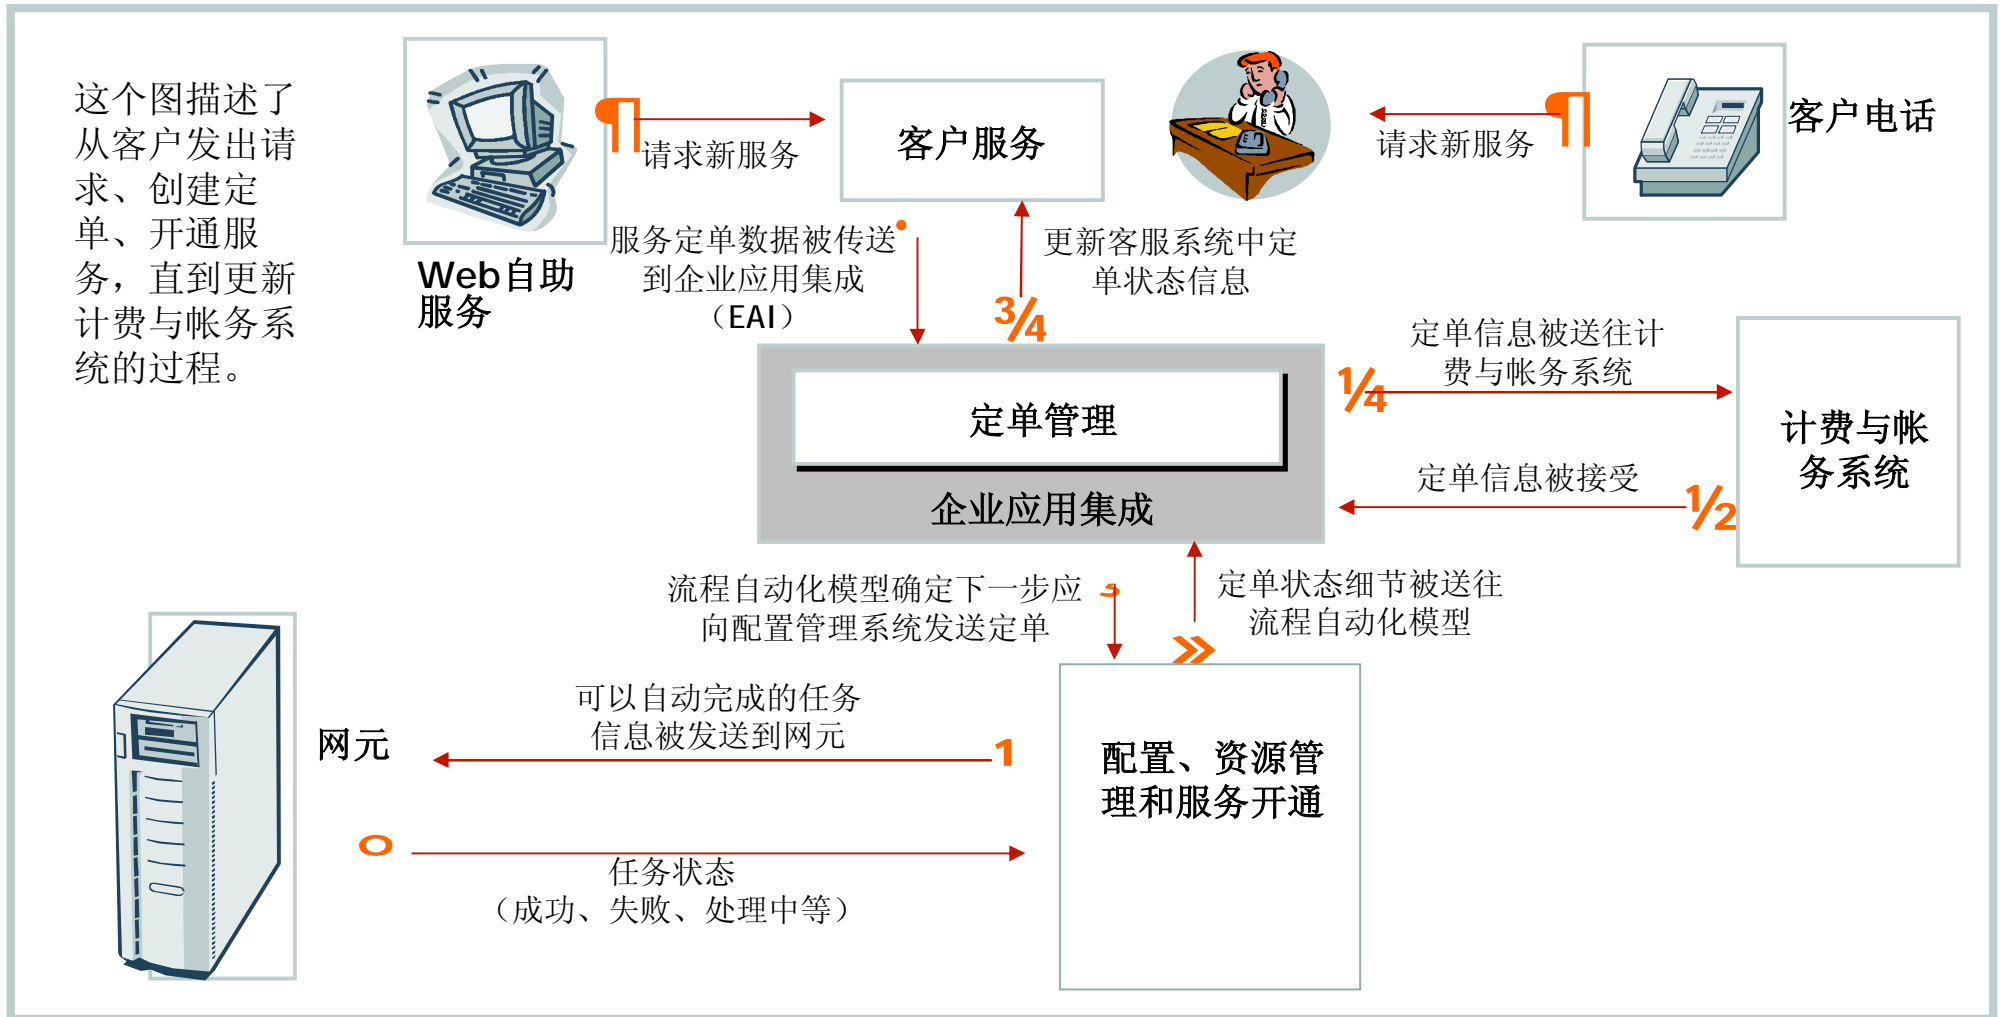 这个图描述了
从客户发出请
求、创建定
单、开通服
务，直到更新
计费与帐务系
统的过程。
Web自助
服务
¶
请求新服务
客户服务
¶
请求新服务
客户电话
服务定单数据被传送
到企业应用集成
（EAI）
•
¾
更新客服系统中定
单状态信息
定单管理
企业应用集成
¼
定单信息被送往计
费与帐务系统
定单信息被接受
½
计费与帐
务系统
流程自动化模型确定下一步应
向配置管理系统发送定单
»
定单状态细节被送往
流程自动化模型
可以自动完成的任务
信息被发送到网元
1
网元
配置、资源管
理和服务开通
o
任务状态
（成功、失败、处理中等）